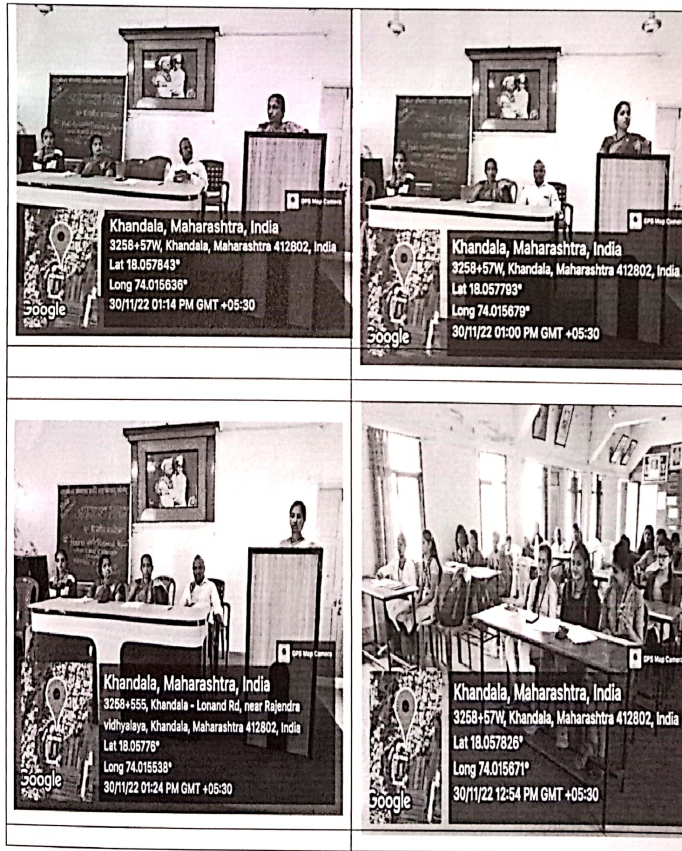 GPS Map Camera
Khandala, Maharashtra, India
3258+57W, Khandala, Maharashtra 412802, India
Lat 18.057843°
Long 74.015636°
30/11/22 01:14 PM GMT +05:30
Google
GPS Map Camera
Khandala, Maharashtra, India
3258+57W, Khandala, Maharashtra 412802, India
Lat 18.057793°
Long 74.015679°
30/11/22 01:00 PM GMT +05:30
Google
GPS Map Camera
Khandala, Maharashtra, India
3258+555, Khandala - Lonand Rd, near Rajendra
vidhyalaya, Khandala, Maharashtra 412802, India
Lat 18.05776°
Long 74.015538°
30/11/22 01:24 PM GMT +05:30
Google
GPS Map Camera
Khandala, Maharashtra, India
3258+57W, Khandala, Maharashtra 412802, India
Lat 18.057826°
Long 74.015671°
30/11/22 12:54 PM GMT +05:30
Google